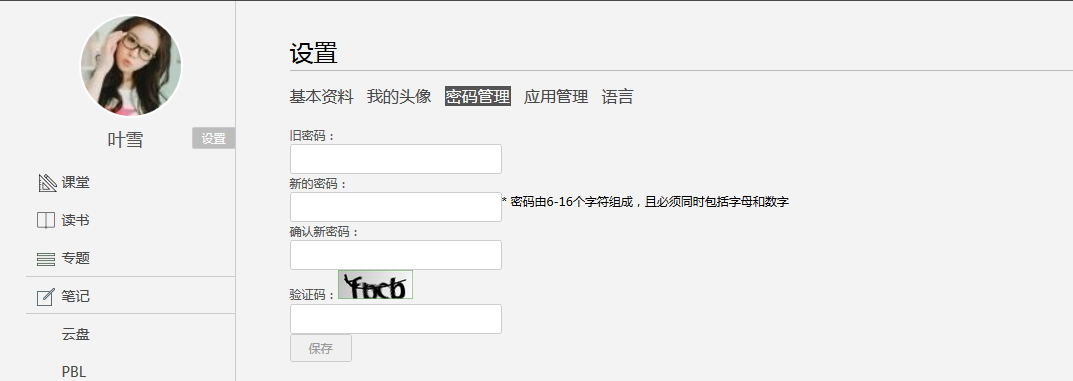 叶雪
设置
课堂
读书
专题
笔记
云盘
PBL
设置
基本资料 我的头像 密码管理 应用管理 语言
旧密码：
新的密码：
* 密码由6-16个字符组成，且必须同时包括字母和数字
确认新密码：
验证码：
保存